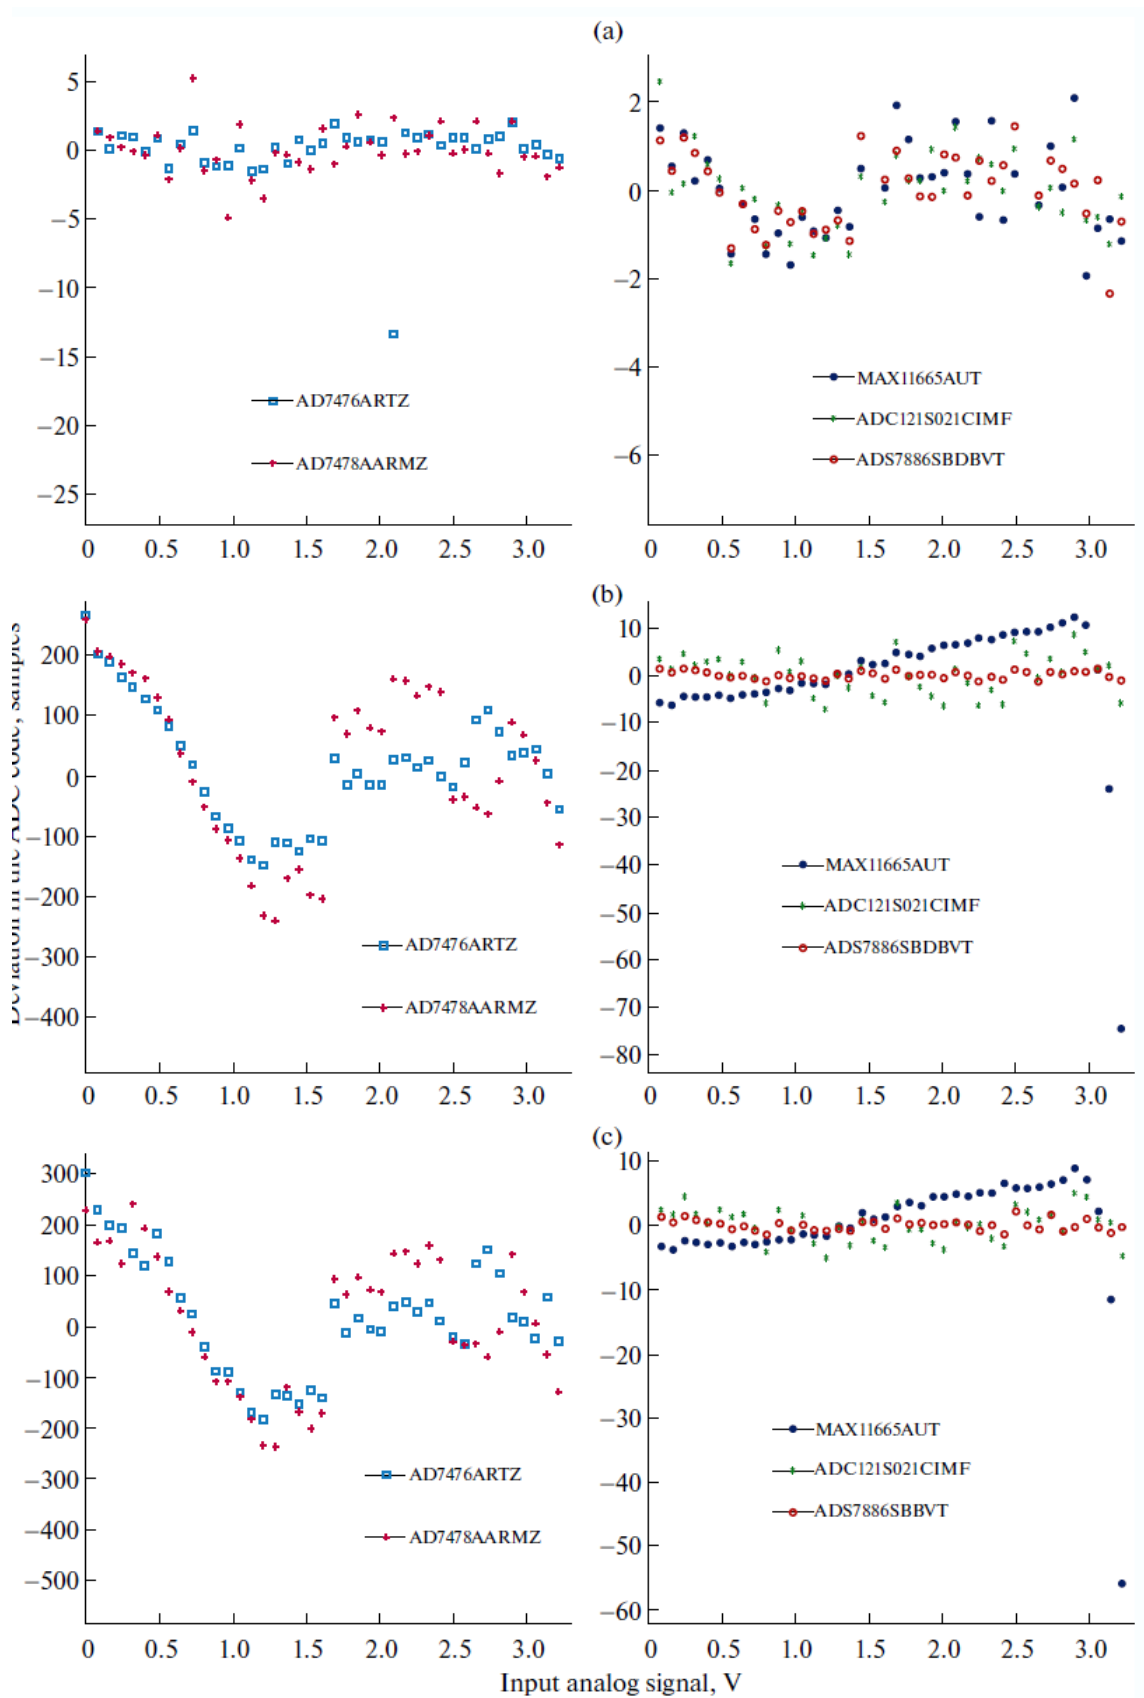 (a)
5
0
−5
−10
−15
−20
−25
AD7476ARTZ
AD7478AARMZ
0 0.5 1.0 1.5 2.0 2.5 3.0
2
0
−2
−4
−6
MAX11665AUT
ADC121S021CIMF
ADS7886SBDBVT
0 0.5 1.0 1.5 2.0 2.5 3.0
(b)
Deviation in the ADC code, samples
200
100
0
−100
−200
−300
−400
AD7476ARTZ
AD7478AARMZ
0 0.5 1.0 1.5 2.0 2.5 3.0
10
0
−10
−20
−30
−40
−50
−60
−70
−80
MAX11665AUT
ADC121S021CIMF
ADS7886SBDBVT
0 0.5 1.0 1.5 2.0 2.5 3.0
(c)
300
200
100
0
−100
−200
−300
−400
−500
AD7476ARTZ
AD7478AARMZ
0 0.5 1.0 1.5 2.0 2.5 3.0
10
0
−10
−20
−30
−40
−50
−60
MAX11665AUT
ADC121S021CIMF
ADS7886SBBVT
0 0.5 1.0 1.5 2.0 2.5 3.0
Input analog signal, V